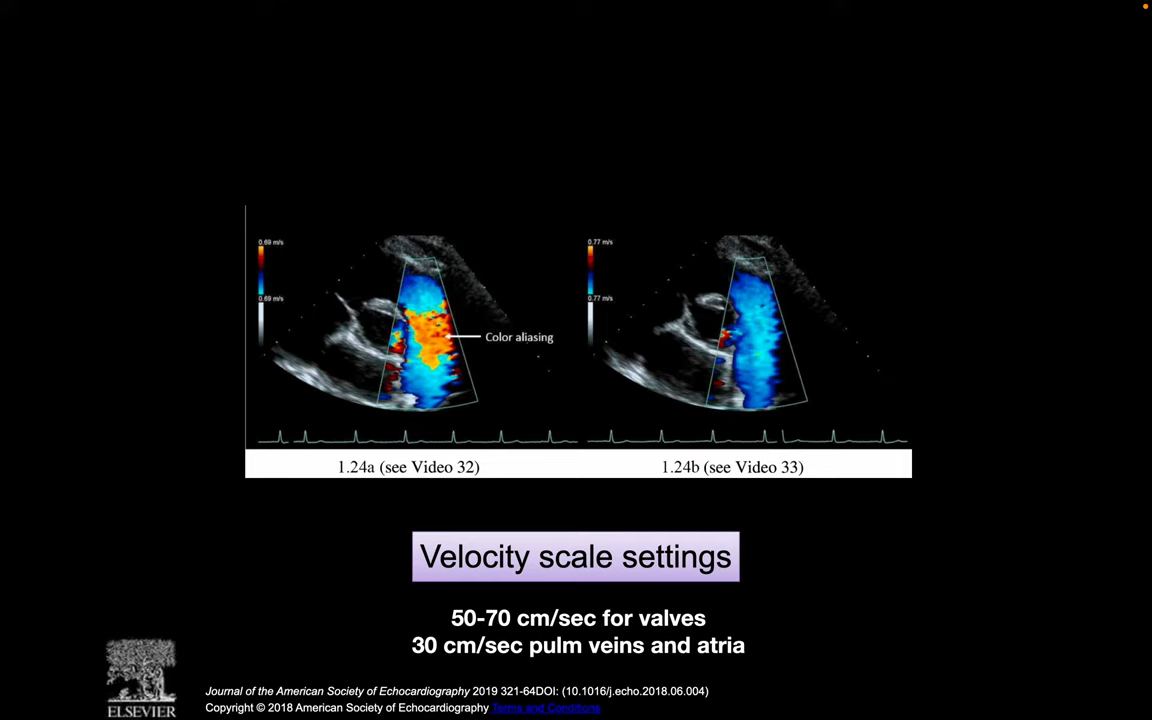 0.69 m/s
0.77 m/s
0.69 m/s
0.77 m/s
Color aliasing
1.24a (see Video 32)
1.24b (see Video 33)
Velocity scale settings
50-70 cm/sec for valves
30 cm/sec pulm veins and atria
ELSEVIER
Journal of the American Society of Echocardiography 2019 321-64DOI: (10.1016/j.echo.2018.06.004)
Copyright © 2018 American Society of Echocardiography Terms and Conditions